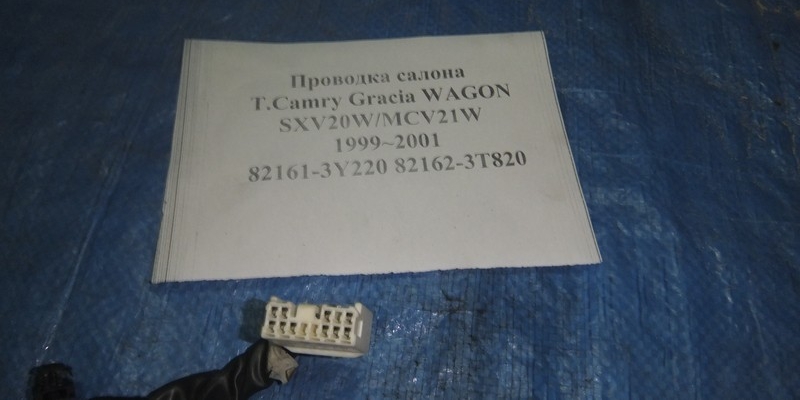 Проводка салона
T.Camry Gracia WAGON
SXV20W/MCV21W
1999~2001
82161-3Y220 82162-3T820